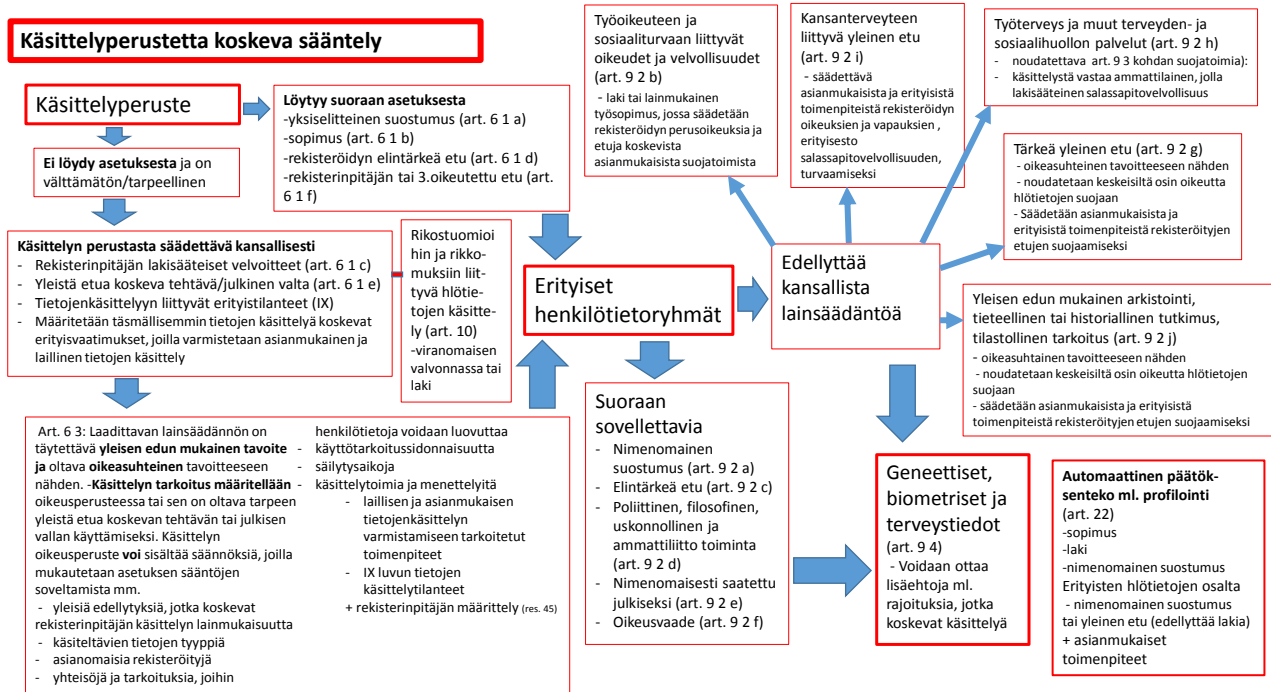 Käsittelyperustetta koskeva sääntely
Käsittelyperuste
Ei löydy asetuksesta ja on
välttämätön/tarpeellinen
Löytyy suoraan asetuksesta
-yksiselitteinen suostumus (art. 6 1 a)
-sopimus (art. 6 1 b)
-rekisteröidyn elintärkeä etu (art. 6 1 d)
-rekisterinpitäjän tai 3.oikeutettu etu (art.
6 1 f)
Käsittelyn perustasta säädettävä kansallisesti
- Rekisterinpitäjän lakisääteiset velvoitteet (art. 6 1 c)
- Yleistä etua koskeva tehtävä/julkinen valta (art. 6 1 e)
- Tietojenkäsittelyyn liittyvät erityistilanteet (IX)
- Määritetään täsmällisemmin tietojen käsittelyä koskevat
erityisvaatimukset, joilla varmistetaan asianmukainen ja
laillinen tietojen käsittely
Rikostuomioi
hin ja rikko-
muksiin liit-
tyvä hlötie-
tojen käsitte-
ly (art. 10)
-viranomaisen
valvonnassa tai
laki
Art. 6 3: Laadittavan lainsäädännön on
täytettävä yleisen edun mukainen tavoite
ja oltava oikeasuhteinen tavoitteeseen
nähden. -Käsittelyn tarkoitus määritellään
oikeusperusteessa tai sen on oltava tarpeen
yleistä etua koskevan tehtävän tai julkisen
vallan käyttämiseksi. Käsittelyn
oikeusperuste voi sisältää säännöksiä, joilla
mukautetaan asetuksen sääntöjen
soveltamista mm.
- yleisiä edellytyksiä, jotka koskevat
rekisterinpitäjän käsittelyn lainmukaisuutta
- käsiteltävien tietojen tyyppiä
- asianomaisia rekisteröityjä
- yhteisöjä ja tarkoituksia, joihin
henkilötietoja voidaan luovuttaa
- käyttötarkoitussidonnaisuutta
- säilytysaikoja
- käsittelytoimia ja menettelyitä
- laillisen ja asianmukaisen
tietojenkäsittelyn
varmistamiseen tarkoitetut
toimenpiteet
- IX luvun tietojen
käsittelytilanteet
+ rekisterinpitäjän määrittely (res. 45)
Erityiset
henkilötietoryhmät
Suoraan
sovellettavia
- Nimenomainen
suostumus (art. 9 2 a)
- Elintärkeä etu (art. 9 2 c)
- Poliittinen, filosofinen,
uskonnollinen ja
ammattiliitto toiminta
(art. 9 2 d)
- Nimenomaisesti saatettu
julkiseksi (art. 9 2 e)
- Oikeusvaade (art. 9 2 f)
Edellyttää
kansallista
lainsäädäntöä
Työoikeuteen ja
sosiaaliturvaan liittyvät
oikeudet ja velvollisuudet
(art. 9 2 b)
- laki tai lainmukainen
työsopimus, jossa säädetään
rekisteröidyn perusoikeuksia ja
etuja koskevista
asianmukaisista suojatoimista
Kansanterveyteen
liittyvä yleinen etu
(art. 9 2 i)
- säädettävä
asianmukaisista ja erityisistä
toimenpiteistä rekisteröidyn
oikeuksien ja vapauksien ,
erityisesto
salassapitovelvollisuuden,
turvaamiseksi
Työterveys ja muut terveyden- ja
sosiaalihuollon palvelut (art. 9 2 h)
- noudatettava art. 9 3 kohdan suojatoimia):
- käsittelystä vastaa ammattilainen, jolla
lakisääteinen salassapitovelvollisuus
Tärkeä yleinen etu (art. 9 2 g)
- oikeasuhteinen tavoitteeseen nähden
- noudatetaan keskeisiltä osin oikeutta
hlötietojen suojaan
- Säädetään asianmukaisista ja
erityisistä toimenpiteistä rekisteröityjen
etujen suojaamiseksi
Yleisen edun mukainen arkistointi,
tieteellinen tai historiallinen tutkimus,
tilastollinen tarkoitus (art. 9 2 j)
- oikeasuhtainen tavoitteeseen nähden
- noudatetaan keskeisiltä osin oikeutta hlötietojen
suojaan
- säädetään asianmukaisista ja erityisistä
toimenpiteistä rekisteröityjen etujen suojaamiseksi
Geneettiset,
biometriset ja
terveystiedot
(art. 9 4)
- Voidaan ottaa
lisäehtoja ml.
rajoituksia, jotka
koskevat käsittelyä
Automaattinen päätök-
senteko ml. profilointi
(art. 22)
-sopimus
-laki
-nimenomainen suostumus
Erityisten hlötietojen osalta
- nimenomainen suostumus
tai yleinen etu (edellyttää lakia)
+ asianmukaiset
toimenpiteet